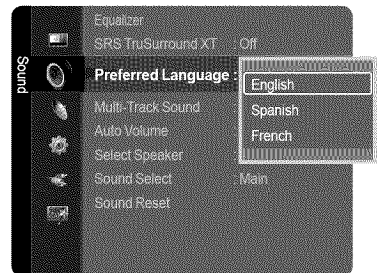 Sound
Equalizer
SRS TruSurround XT : Off
Preferred Language :
English
Spanish
French
Multi-Track Sound :
Auto Volume :
Select Speaker :
Sound Select : Main
Sound Reset